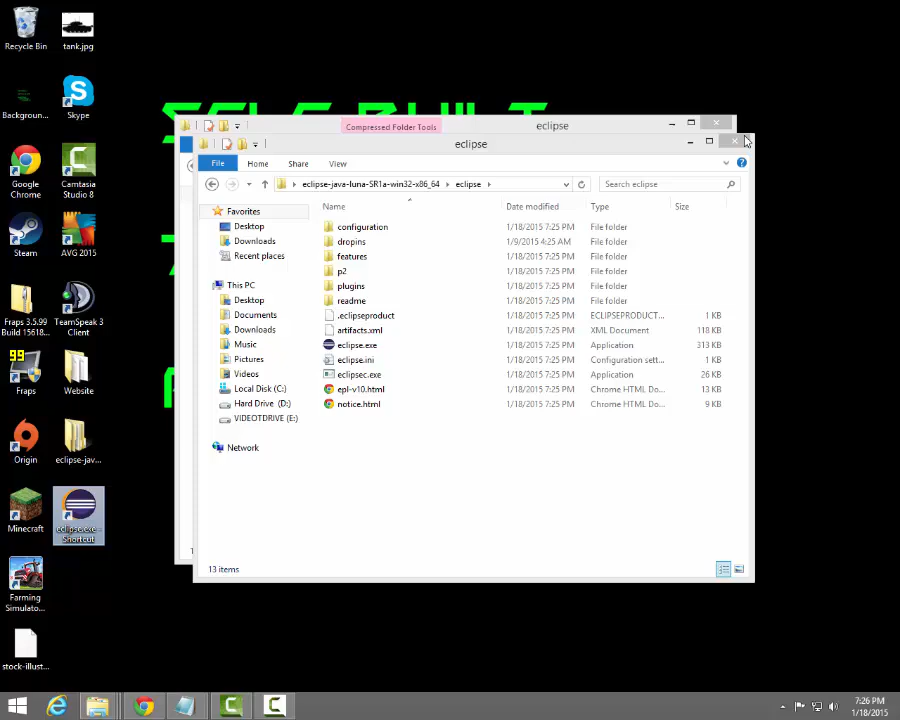 Recycle Bin
tank.jpg
Backgroun...
Skype
Google
Chrome
Camtasia
Studio 8
Steam
AVG 2015
Fraps 3.5.99
Build 15618...
TeamSpeak 3
Client
99
Fraps
Website
Origin
eclipse-jav...
Minecraft
eclipse.exe -
Shortcut
Farming
Simulato...
stock-illust...
SELF BUILT
Compressed Folder Tools
eclipse
eclipse
File
Home
Share
View
eclipse-java-luna-SR1a-win32-x86_64
eclipse
Search eclipse
Name
Date modified
Type
Size
Favorites
Desktop
Downloads
Recent places
This PC
Desktop
Documents
Downloads
Music
Pictures
Videos
Local Disk (C:)
Hard Drive (D:)
VIDEOTDRIVE (E:)
Network
configuration 1/18/2015 7:25 PM File folder
dropins 1/9/2015 4:25 AM File folder
features 1/18/2015 7:25 PM File folder
p2 1/18/2015 7:25 PM File folder
plugins 1/18/2015 7:25 PM File folder
readme 1/18/2015 7:25 PM File folder
.eclipseproduct 1/18/2015 7:25 PM ECLIPSEPRODUCT... 1 KB
artifacts.xml 1/18/2015 7:25 PM XML Document 118 KB
eclipse.exe 1/18/2015 7:25 PM Application 313 KB
eclipse.ini 1/18/2015 7:25 PM Configuration sett... 1 KB
eclipsec.exe 1/18/2015 7:25 PM Application 26 KB
epl-v10.html 1/18/2015 7:25 PM Chrome HTML Do... 13 KB
notice.html 1/18/2015 7:25 PM Chrome HTML Do... 9 KB
13 items
7:26 PM
1/18/2015